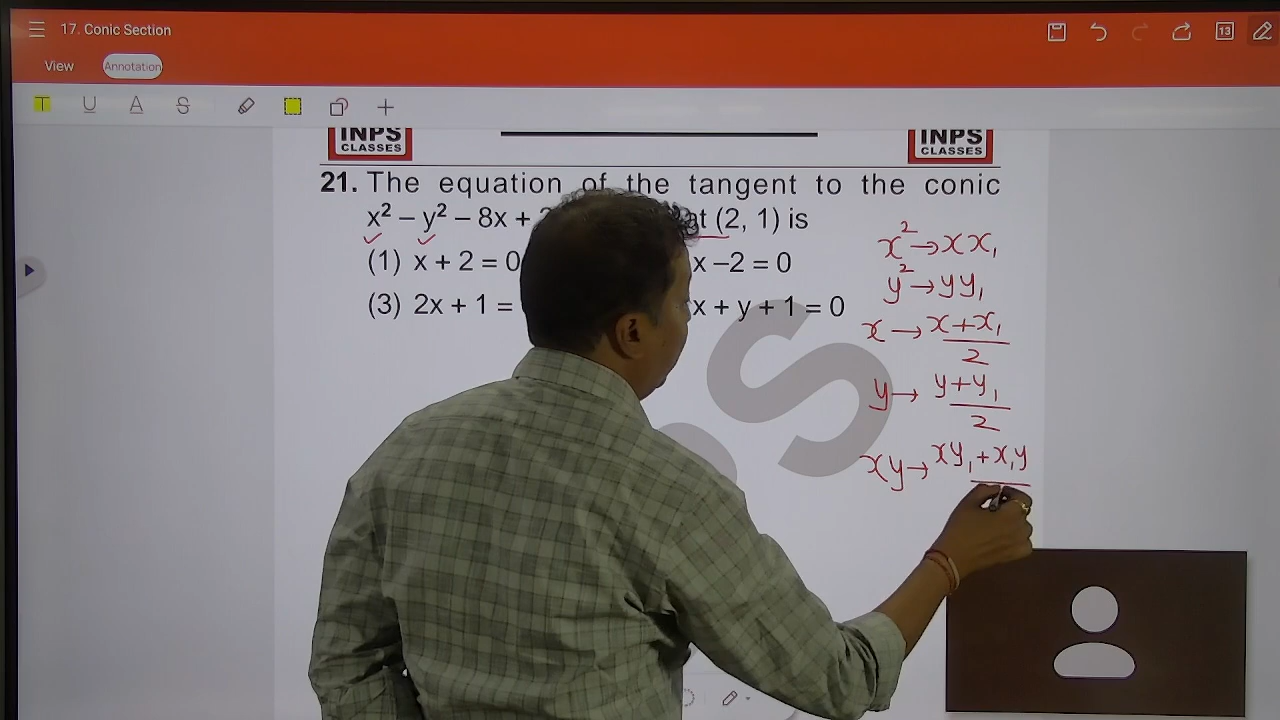 17. Conic Section
13
View
Annotation
T U A S
INPS
CLASSES
INPS
CLASSES
21. The equation of the tangent to the conic
x² – y² – 8x + at (2, 1) is
(1) x + 2 = 0
x –2 = 0
(3) 2x + 1 =
x + y + 1 = 0
x² → xx₁
y² → yy₁
x → x+x₁
2
y → y+y₁
2
xy → xy₁+x₁y
S